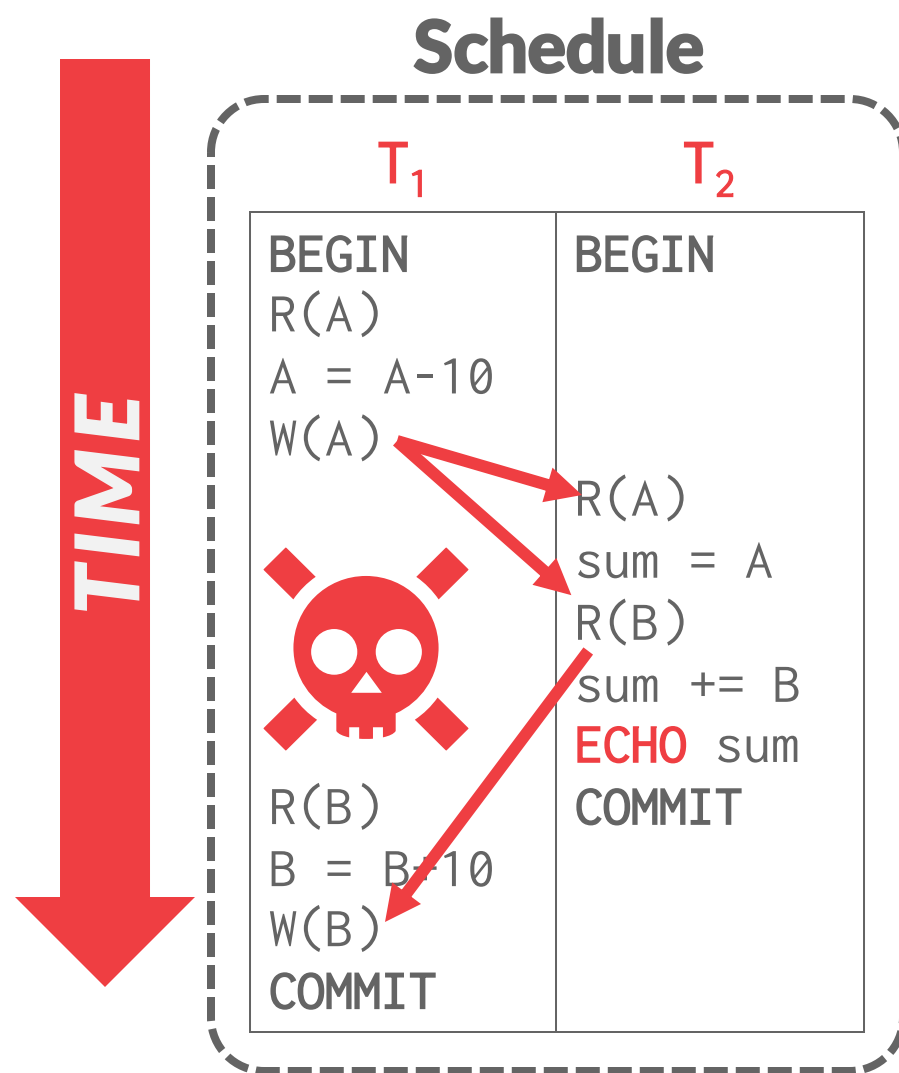 Schedule
TIME
T₁ T₂
BEGIN BEGIN
R(A)
A = A-10
W(A)
R(A)
sum = A
R(B)
sum += B
ECHO sum
R(B) COMMIT
B = B+10
W(B)
COMMIT